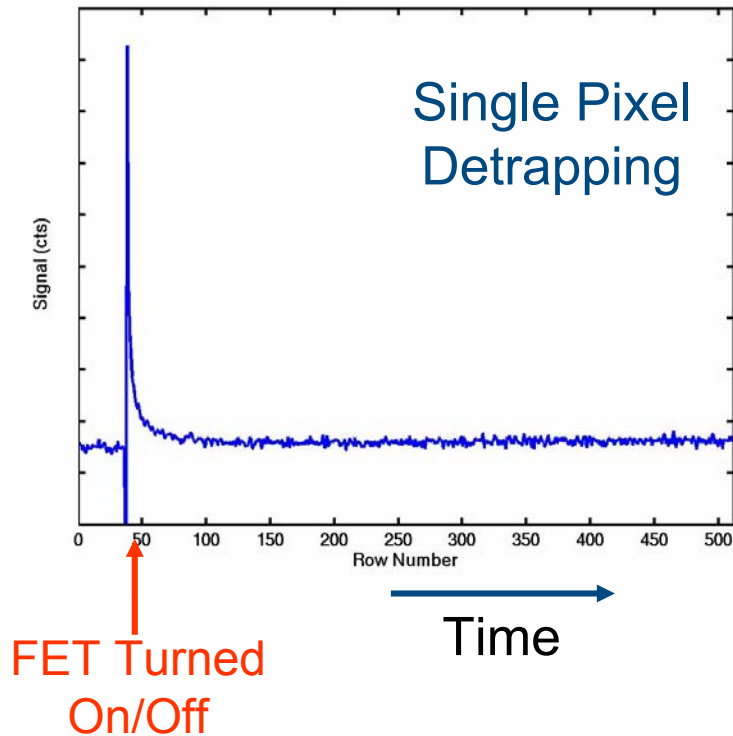 Single Pixel
Detrapping
Signal (cts)
0 50 100 150 200 250 300 350 400 450 500
Row Number
Time
FET Turned
On/Off